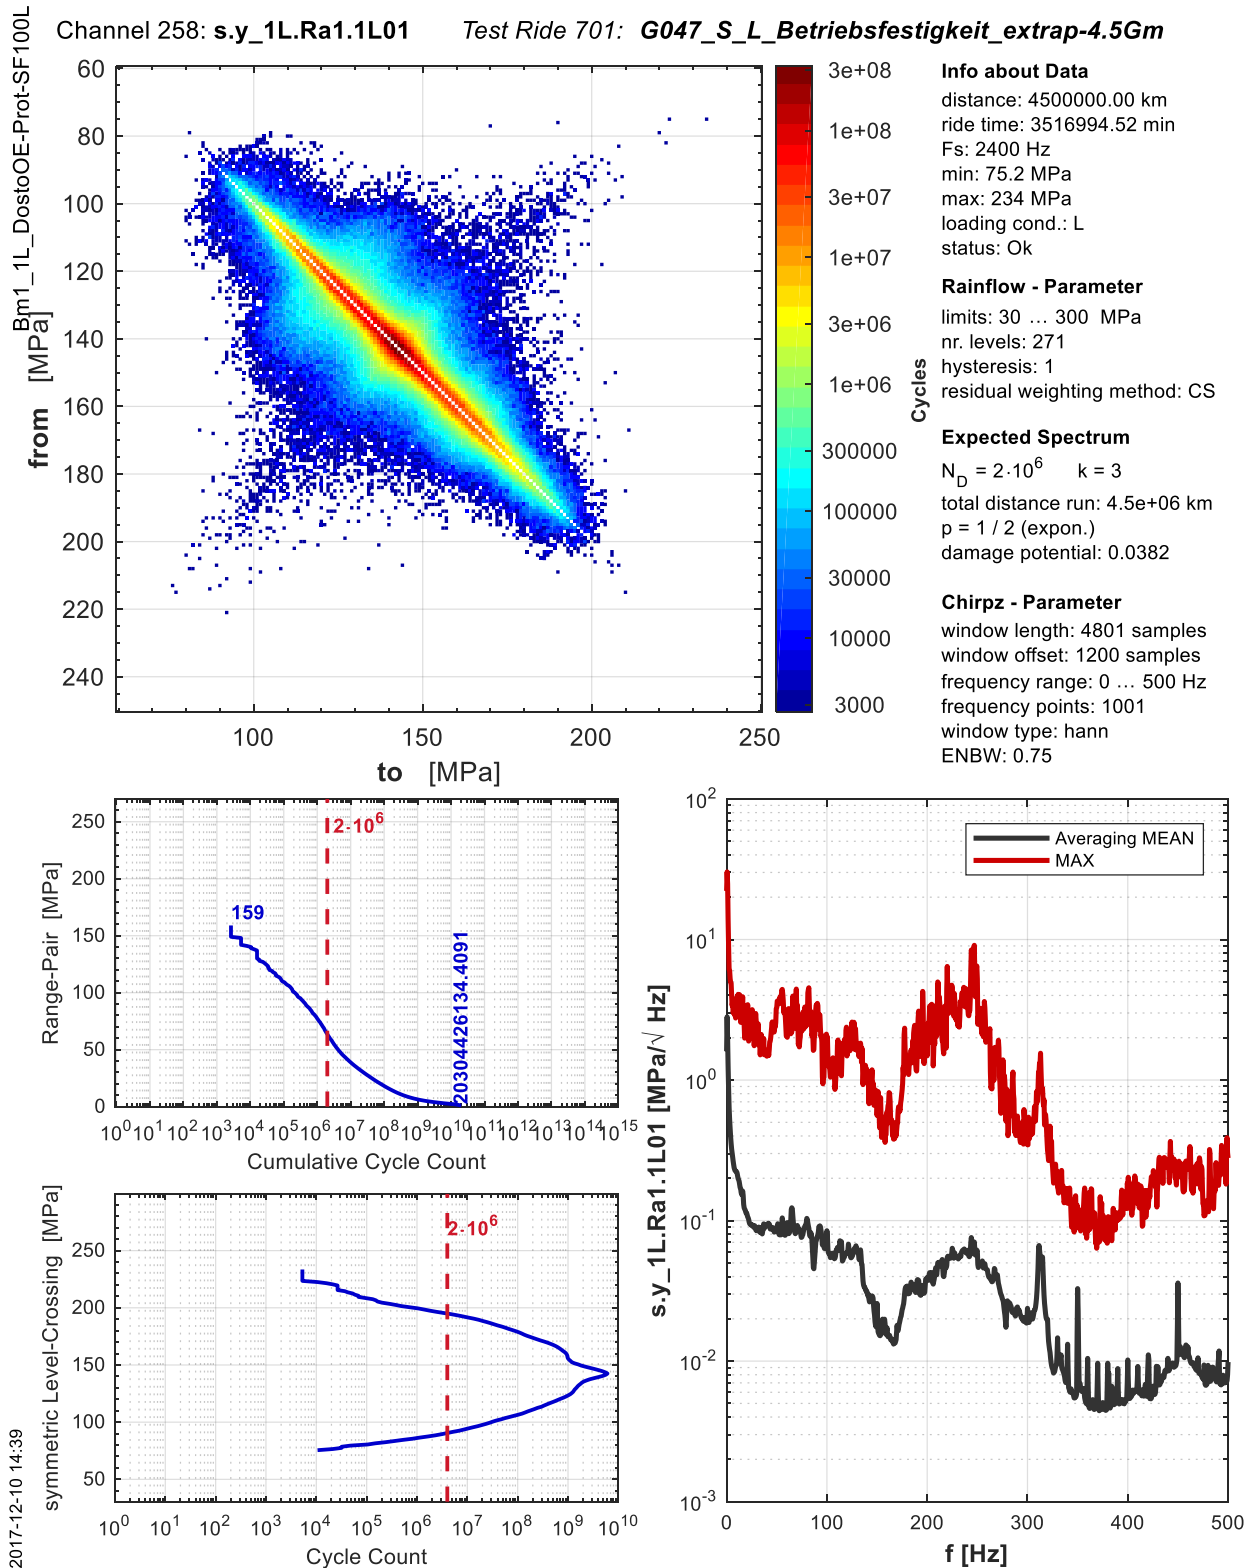 Channel 258: s.y_1L.Ra1.1L01
Test Ride 701: G047_S_L_Betriebsfestigkeit_extrap-4.5Gm
Bm1_1L_DostoOE-Prot-SF100L
60
80
100
120
140
160
180
200
220
240
from [MPa]
100
150
200
250
to [MPa]
3e+08
1e+08
3e+07
1e+07
3e+06
1e+06
300000
100000
30000
10000
3000
Cycles
Info about Data
distance: 4500000.00 km
ride time: 3516994.52 min
Fs: 2400 Hz
min: 75.2 MPa
max: 234 MPa
loading cond.: L
status: Ok
Rainflow - Parameter
limits: 30 ... 300 MPa
nr. levels: 271
hysteresis: 1
residual weighting method: CS
Expected Spectrum
N_D = 2·10^6 k = 3
total distance run: 4.5e+06 km
p = 1 / 2 (expon.)
damage potential: 0.0382
Chirpz - Parameter
window length: 4801 samples
window offset: 1200 samples
frequency range: 0 ... 500 Hz
frequency points: 1001
window type: hann
ENBW: 0.75
250
200
150
100
50
0
Range-Pair [MPa]
2·10^6
159
20304426134.4091
10^0 10^1 10^2 10^3 10^4 10^5 10^6 10^7 10^8 10^9 10^10 10^11 10^12 10^13 10^14 10^15
Cumulative Cycle Count
250
200
150
100
50
symmetric Level-Crossing [MPa]
2·10^6
10^0 10^1 10^2 10^3 10^4 10^5 10^6 10^7 10^8 10^9 10^10
Cycle Count
10^2
10^1
10^0
10^-1
10^-2
10^-3
s.y_1L.Ra1.1L01 [MPa/√ Hz]
Averaging MEAN
MAX
0 100 200 300 400 500
f [Hz]
2017-12-10 14:39